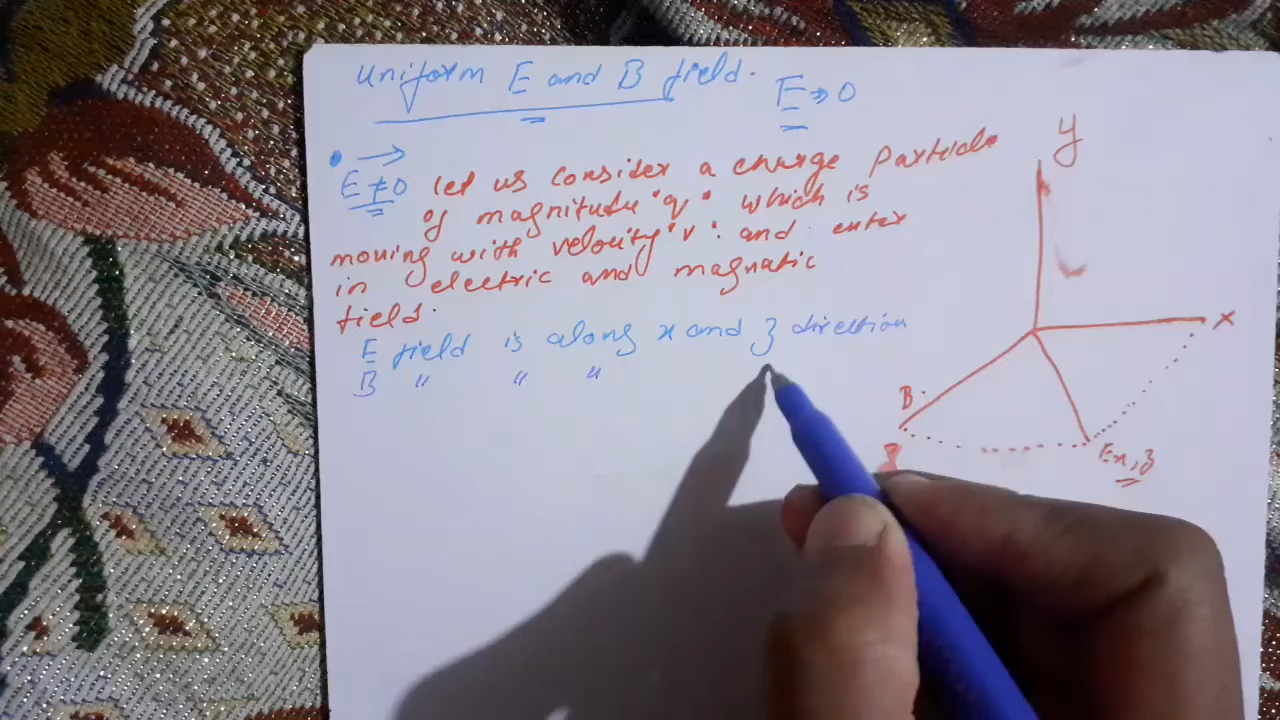 Uniform E and B field.
E → 0
E ≠ 0 let us consider a charge Particle
of magnitude "q" which is
moving with velocity "v". and enter
in electric and magnatic
field.
E field is along x and z direction
B " " "
y
x
B
z
Ex,z